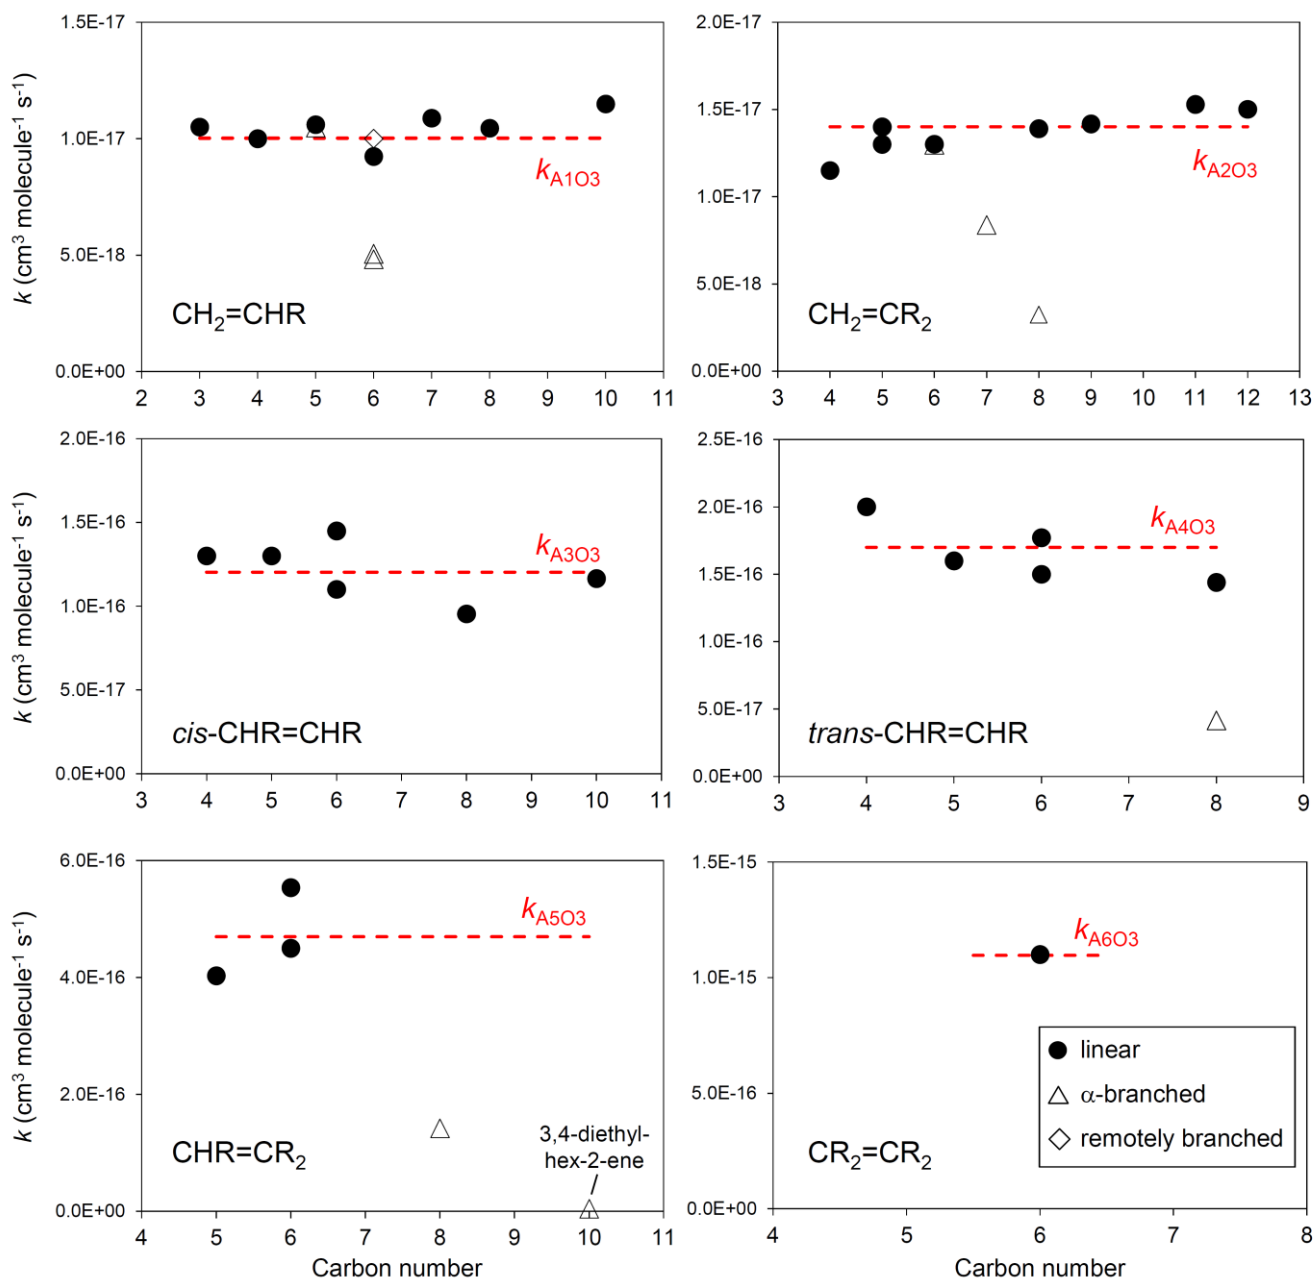 k (cm³ molecule⁻¹ s⁻¹)
1.5E-17
1.0E-17
5.0E-18
0.0E+00
k_A1O3
CH₂=CHR
2 3 4 5 6 7 8 9 10 11
2.0E-17
1.5E-17
1.0E-17
5.0E-18
0.0E+00
k_A2O3
CH₂=CR₂
3 4 5 6 7 8 9 10 11 12 13
k (cm³ molecule⁻¹ s⁻¹)
2.0E-16
1.5E-16
1.0E-16
5.0E-17
0.0E+00
k_A3O3
cis-CHR=CHR
3 4 5 6 7 8 9 10 11
2.5E-16
2.0E-16
1.5E-16
1.0E-16
5.0E-17
0.0E+00
k_A4O3
trans-CHR=CHR
3 4 5 6 7 8 9
k (cm³ molecule⁻¹ s⁻¹)
6.0E-16
4.0E-16
2.0E-16
0.0E+00
k_A5O3
CHR=CR₂
3,4-diethyl-
hex-2-ene
4 5 6 7 8 9 10 11
Carbon number
1.5E-15
1.0E-15
5.0E-16
0.0E+00
k_A6O3
CR₂=CR₂
linear
α-branched
remotely branched
4 5 6 7 8
Carbon number